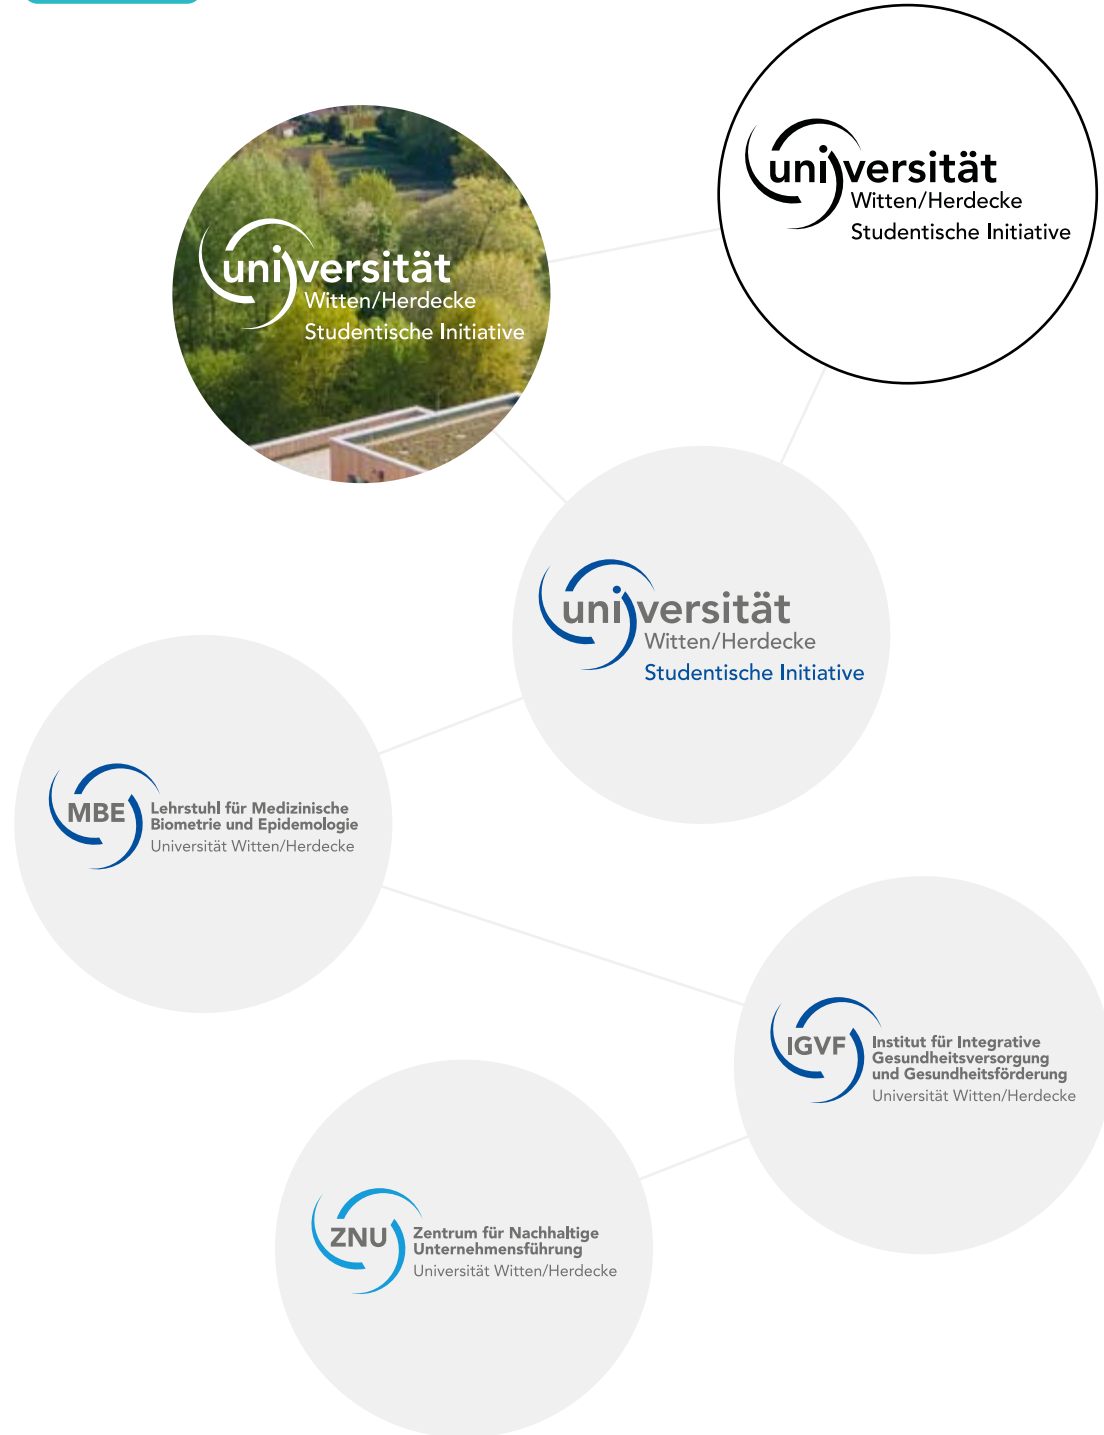 universität
Witten/Herdecke
Studentische Initiative
universität
Witten/Herdecke
Studentische Initiative
universität
Witten/Herdecke
Studentische Initiative
MBE
Lehrstuhl für Medizinische
Biometrie und Epidemologie
Universität Witten/Herdecke
IGVF
Institut für Integrative
Gesundheitsversorgung
und Gesundheitsförderung
Universität Witten/Herdecke
ZNU
Zentrum für Nachhaltige
Unternehmensführung
Universität Witten/Herdecke